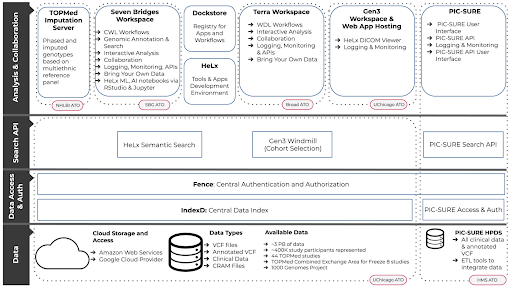 Analysis & Collaboration
TOPMed
Imputation
Server
Phased and
imputed
genotypes
based on
multiethnic
reference
panel
NHLBI ATO
Seven Bridges
Workspace
➔ CWL Workflows
➔ Genomic Annotation
& Search
➔ Interactive Analysis
➔ Collaboration
➔ Logging, Monitoring, APIs
➔ Bring Your Own Data
➔ HeLx ML, AI notebooks via
RStudio & Jupyter
SBG ATO
Dockstore
Registry for
Apps and
Workflows
HeLx
Tools & Apps
Development
Environment
Terra Workspace
➔ WDL Workflows
➔ Interactive Analysis
➔ Collaboration
➔ Logging, Monitoring
& APIs
➔ Bring Your Own Data
Broad ATO
Gen3
Workspace &
Web App Hosting
➔ HeLx DICOM Viewer
➔ Logging & Monitoring
UChicago ATO
PIC-SURE
➔ PIC-SURE User
Interface
➔ PIC-SURE API
➔ Logging & Monitoring
➔ PIC-SURE API User
Interface
Search API
HeLx Semantic Search
Gen3 Windmill
(Cohort Selection)
PIC-SURE Search API
Data Access
& Auth
Fence: Central Authentication and Authorization
IndexD: Central Data Index
PIC-SURE Access & Auth
Data
Cloud Storage and
Access
➔ Amazon Web Services
➔ Google Cloud Provider
Data Types
➔ VCF Files
➔ Annotated VCF
➔ Clinical Data
➔ CRAM Files
Available Data
➔ ~3 PB of data
➔ ~400K study participants represented
➔ 44 TOPMed studies
➔ TOPMed Combined Exchange Area for Freeze 8 studies
➔ 1000 Genomes Project
UChicago ATO
PIC-SURE HPDS
➔ All clinical data
& annotated
VCF
➔ ETL tools to
integrate data
HMS ATO